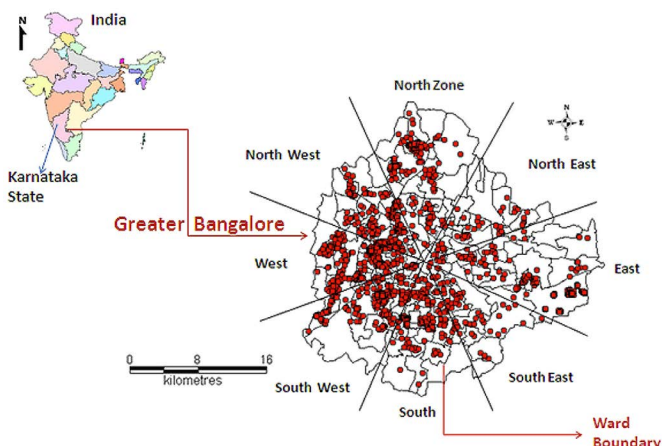 N
India
Karnataka
State
North Zone
N
W E
S
North West
North East
Greater Bangalore
West
East
0 8 16
kilometres
South West
South East
South
Ward
Boundary